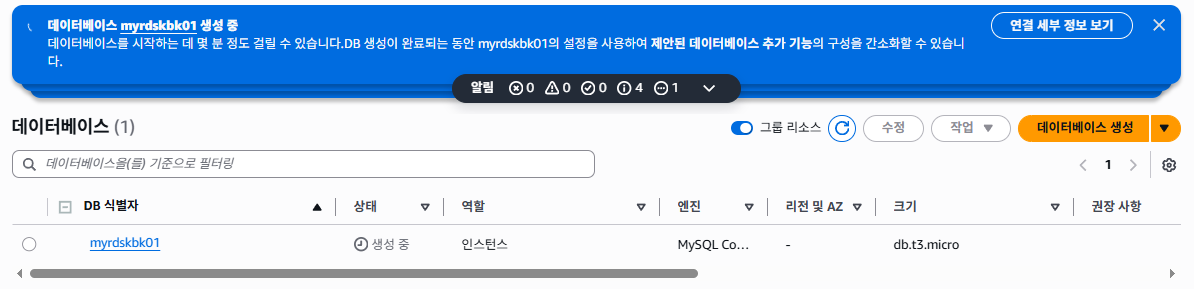 데이터베이스 myrdskbk01 생성 중
연결 세부 정보 보기
데이터베이스를 시작하는 데 몇 분 정도 걸릴 수 있습니다.DB 생성이 완료되는 동안 myrdskbk01의 설정을 사용하여 제안된 데이터베이스 추가 기능의 구성을 간소화할 수 있습니
다.
알림 0 0 0 4 1
데이터베이스 (1)
그룹 리소스 수정 작업 데이터베이스 생성
데이터베이스을(를) 기준으로 필터링
1
DB 식별자 상태 역할 엔진 리전 및 AZ 크기 권장 사항
myrdskbk01 생성 중 인스턴스 MySQL Co... - db.t3.micro